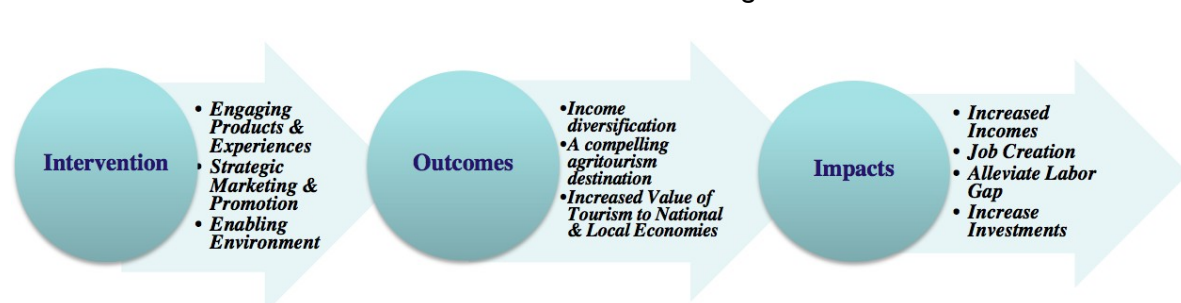 Intervention
• Engaging
Products &
Experiences
• Strategic
Marketing &
Promotion
• Enabling
Environment
Outcomes
•Income
diversification
•A compelling
agritourism
destination
•Increased Value of
Tourism to National
& Local Economies
Impacts
• Increased
Incomes
• Job Creation
• Alleviate Labor
Gap
• Increase
Investments